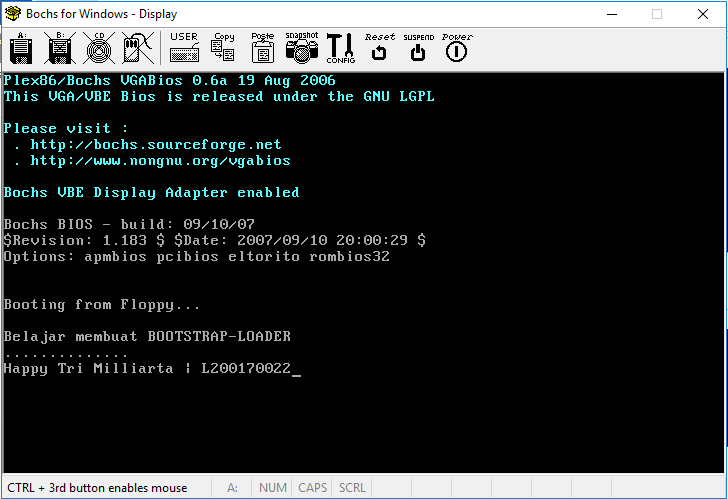 Bochs for Windows - Display
A: B: CD USER Copy Paste snapshot CONFIG Reset SUSPEND Power
Plex86/Bochs VGABios 0.6a 19 Aug 2006
This VGA/VBE Bios is released under the GNU LGPL
Please visit :
. http://bochs.sourceforge.net
. http://www.nongnu.org/vgabios
Bochs VBE Display Adapter enabled
Bochs BIOS - build: 09/10/07
$Revision: 1.183 $ $Date: 2007/09/10 20:00:29 $
Options: apmbios pcibios eltorito rombios32
Booting from Floppy...
Belajar membuat BOOTSTRAP-LOADER
..............
Happy Tri Milliarta | L200170022_
CTRL + 3rd button enables mouse A: NUM CAPS SCRL